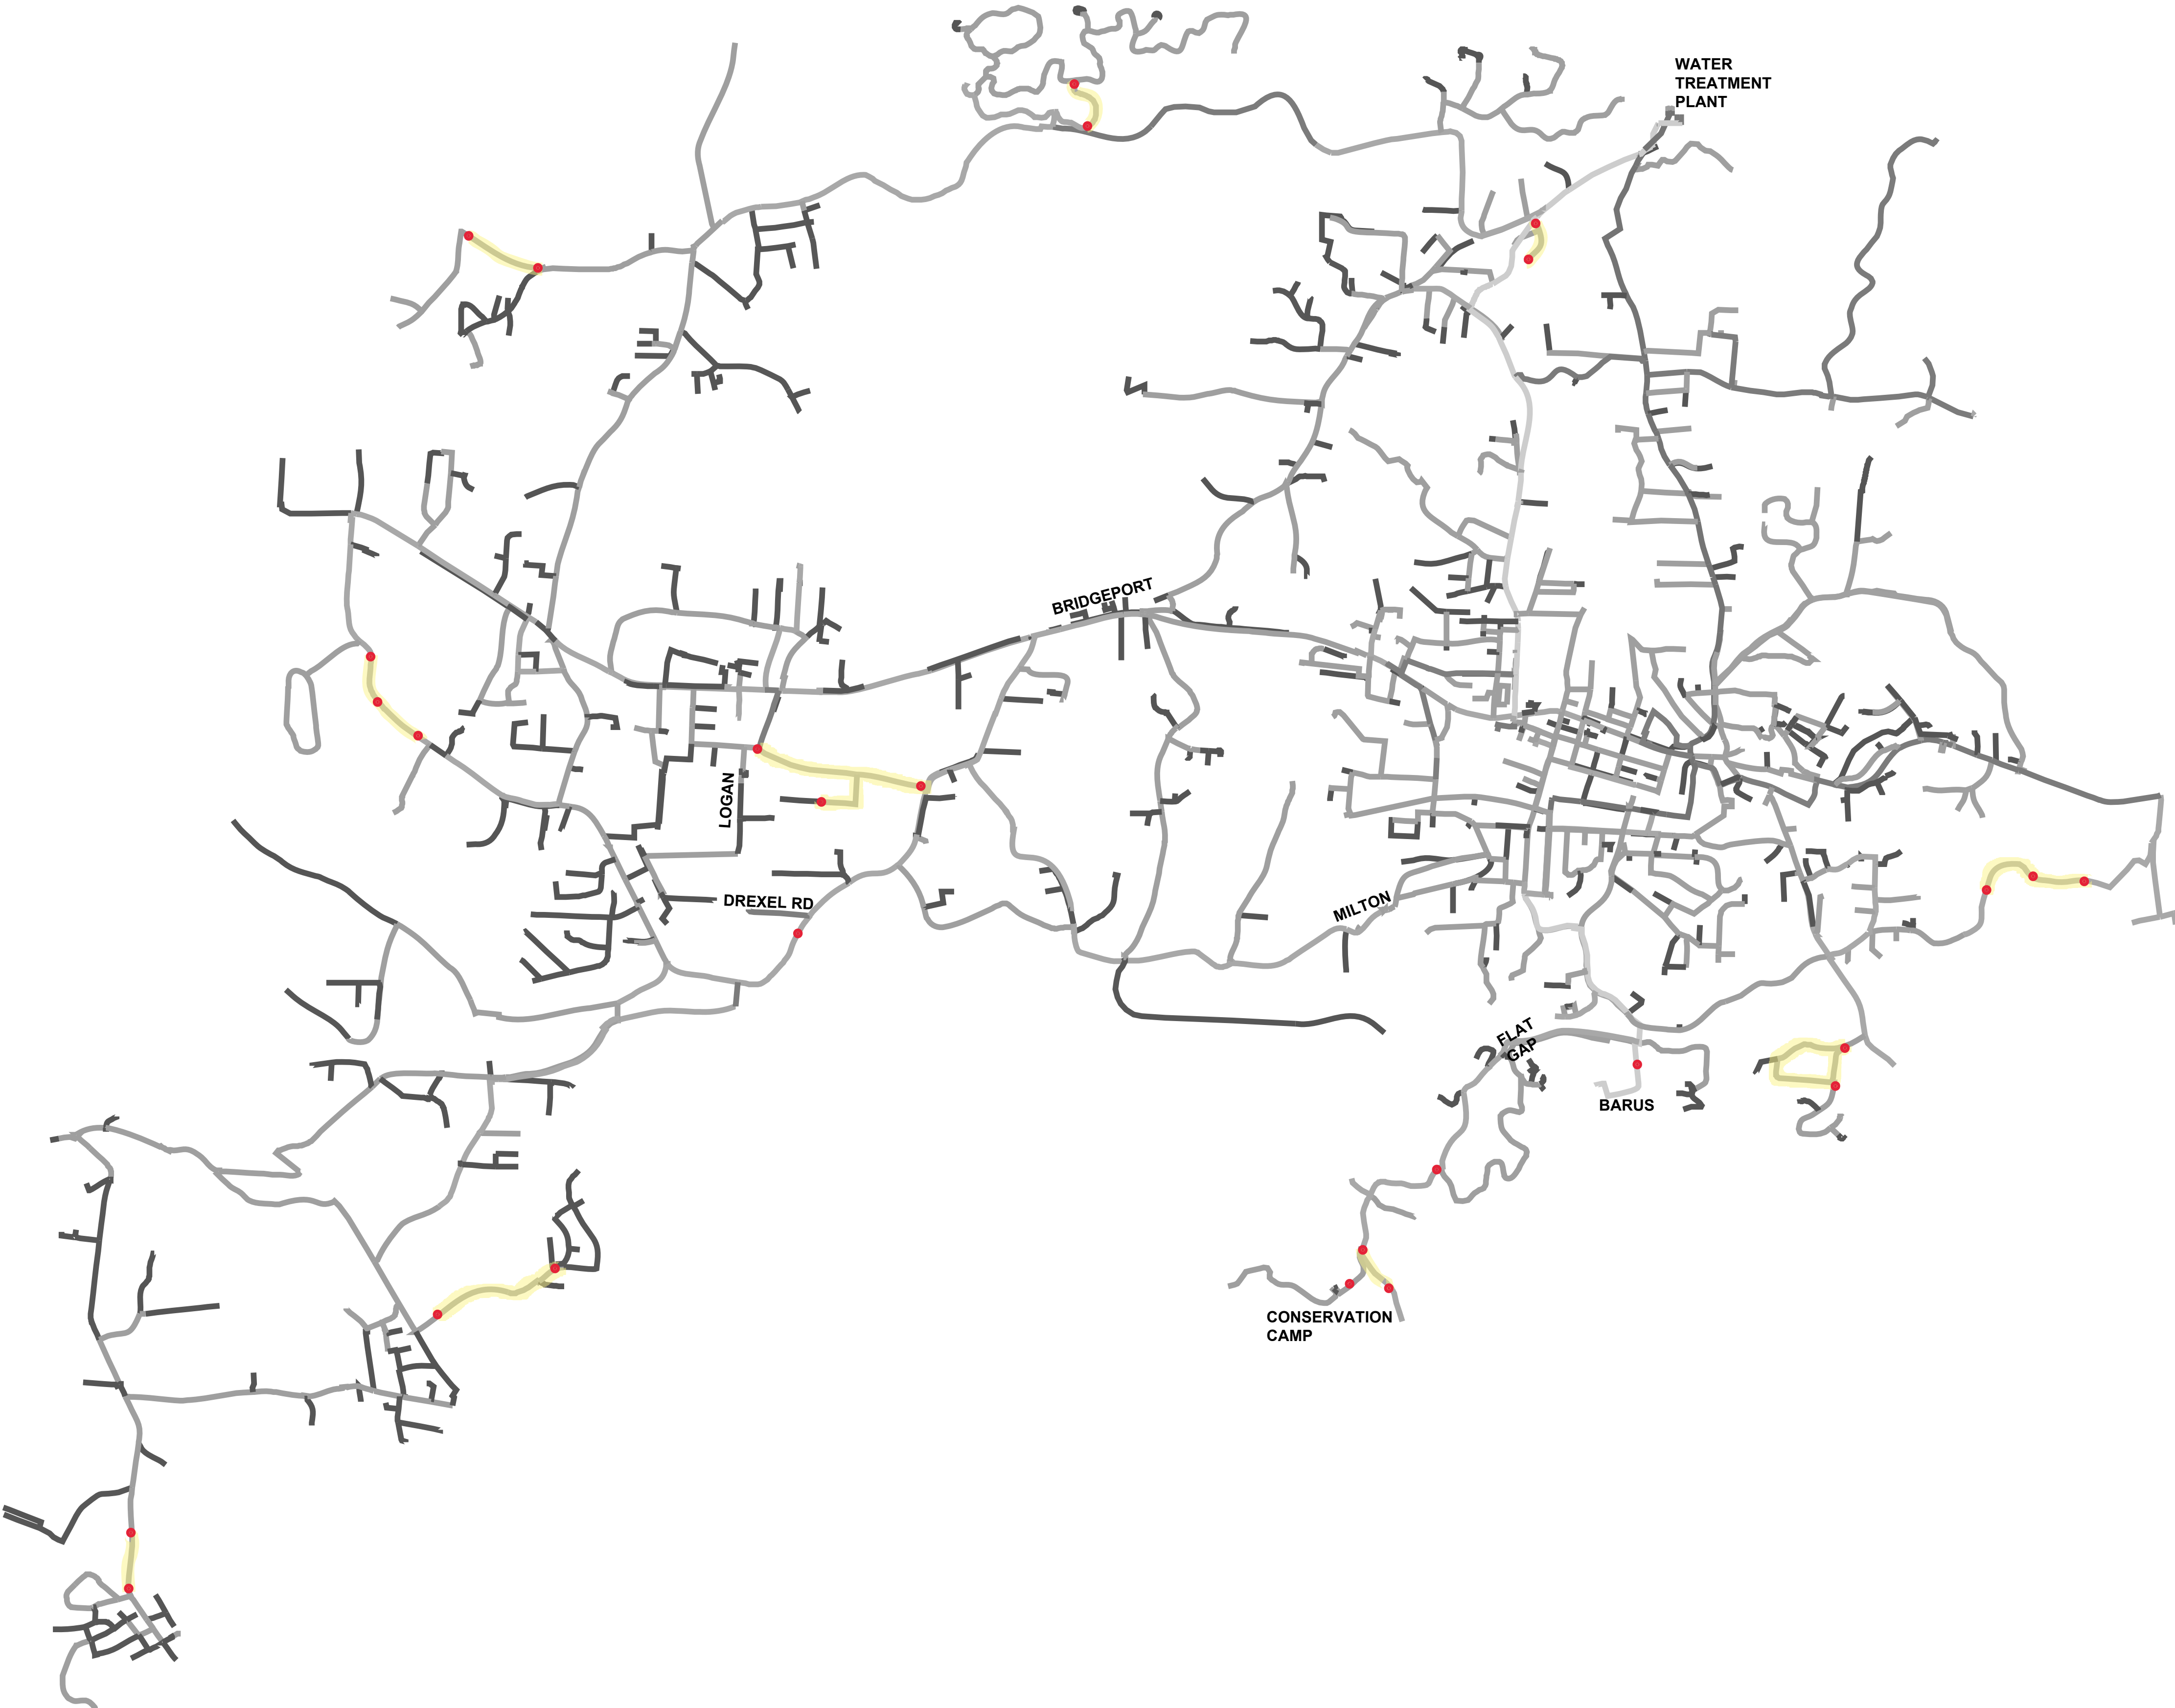 WATER
TREATMENT
PLANT
BRIDGEPORT
LOGAN
DREXEL RD
MILTON
FLAT
GAP
BARUS
CONSERVATION
CAMP